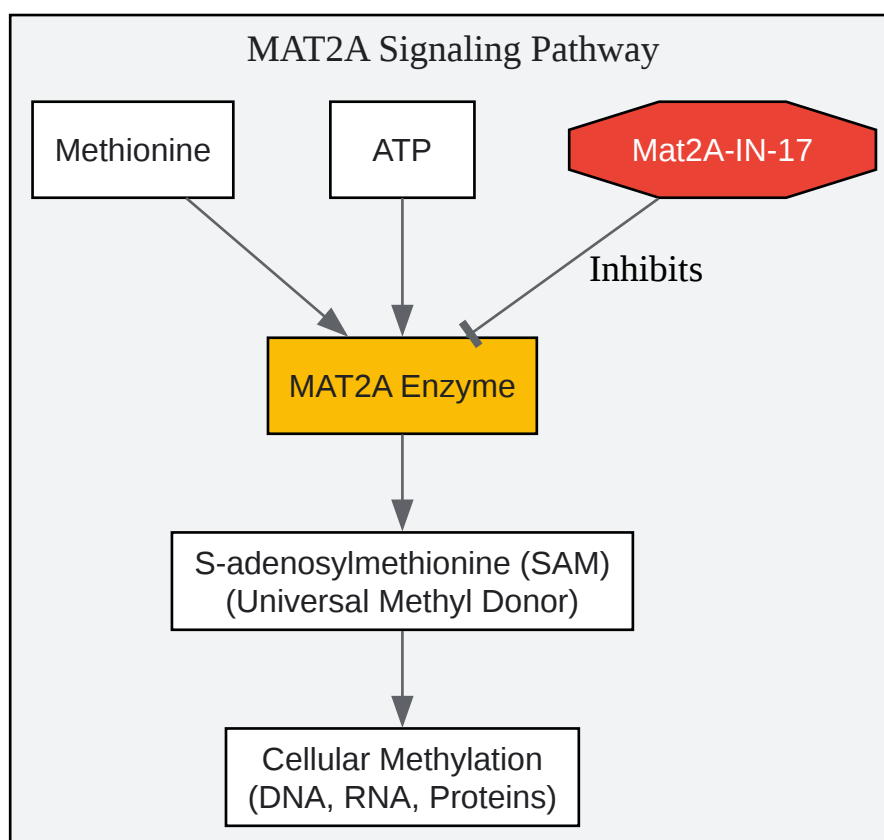 MAT2A Signaling Pathway
Methionine
ATP
Mat2A-IN-17
Inhibits
MAT2A Enzyme
S-adenosylmethionine (SAM)
(Universal Methyl Donor)
Cellular Methylation
(DNA, RNA, Proteins)